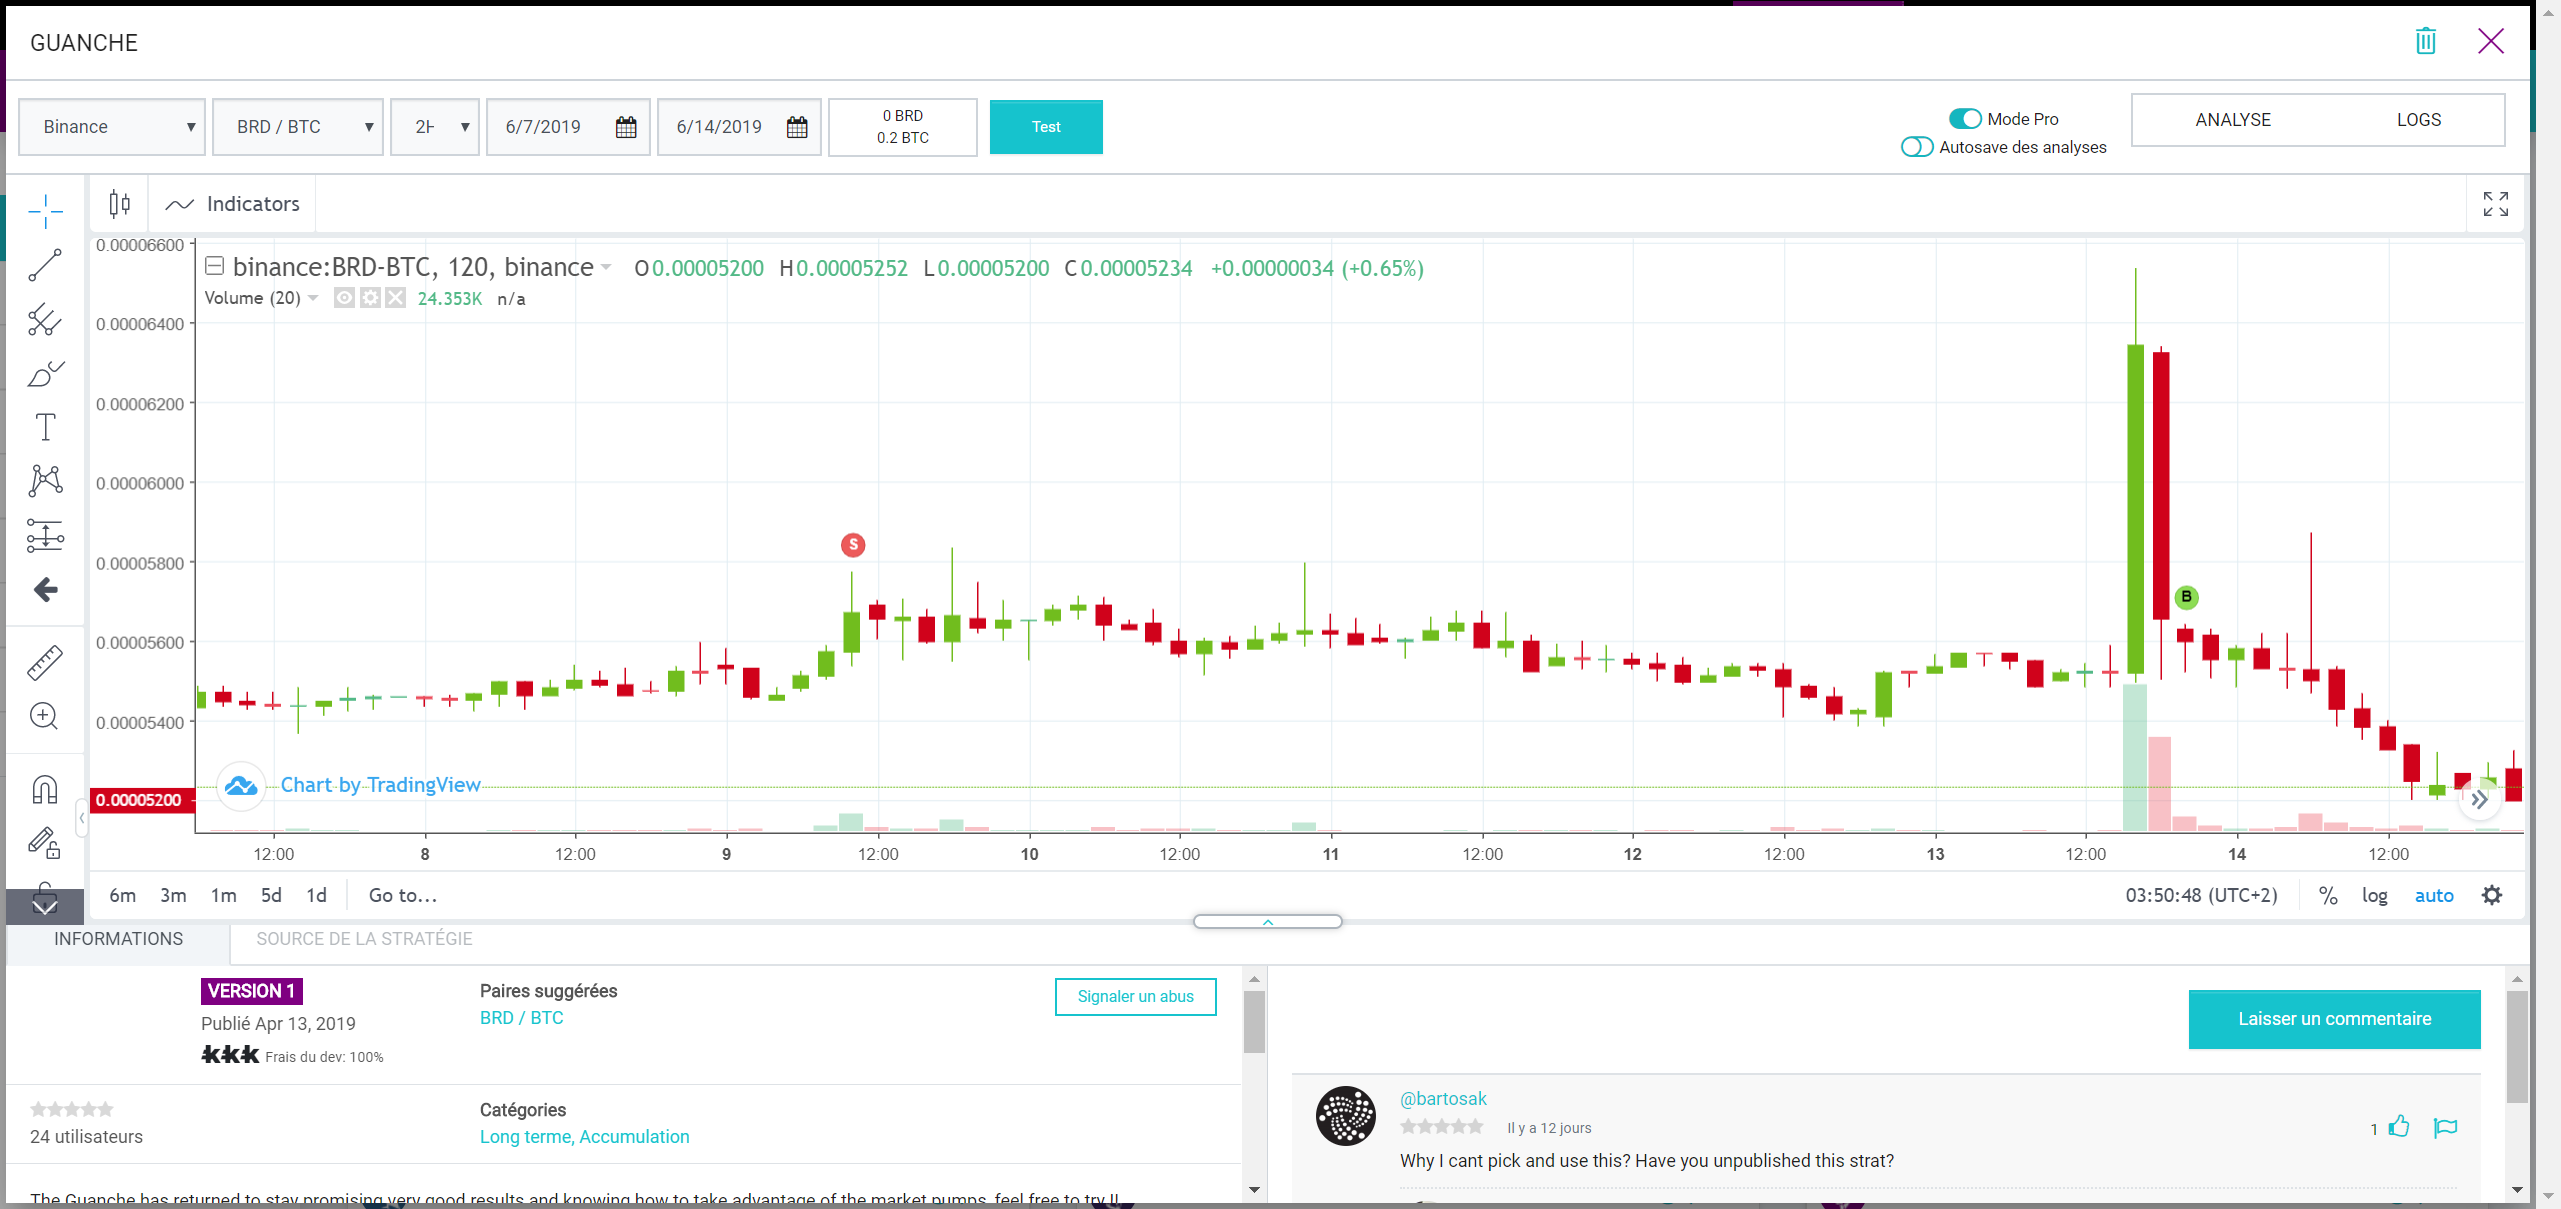 GUANCHE
Binance
BRD / BTC
2H
6/7/2019
6/14/2019
0 BRD
0.2 BTC
Test
Mode Pro
Autosave des analyses
ANALYSE
LOGS
Indicators
binance:BRD-BTC, 120, binance O0.00005200 H0.00005252 L0.00005200 C0.00005234 +0.00000034 (+0.65%)
Volume (20) 24.353K n/a
0.00006600
0.00006400
0.00006200
0.00006000
0.00005800
0.00005600
0.00005400
0.00005200
S
B
Chart by TradingView
12:00 8 12:00 9 12:00 10 12:00 11 12:00 12 12:00 13 12:00 14 12:00
6m 3m 1m 5d 1d Go to...
03:50:48 (UTC+2) % log auto
INFORMATIONS
SOURCE DE LA STRATÉGIE
VERSION 1
Publié Apr 13, 2019
Frais du dev: 100%
Paires suggérées
BRD / BTC
Signaler un abus
24 utilisateurs
Catégories
Long terme, Accumulation
The Guanche has returned to stay promising very good results and knowing how to take advantage of the market pumps, feel free to try !!
Laisser un commentaire
@bartosak
Il y a 12 jours
1
Why I cant pick and use this? Have you unpublished this strat?